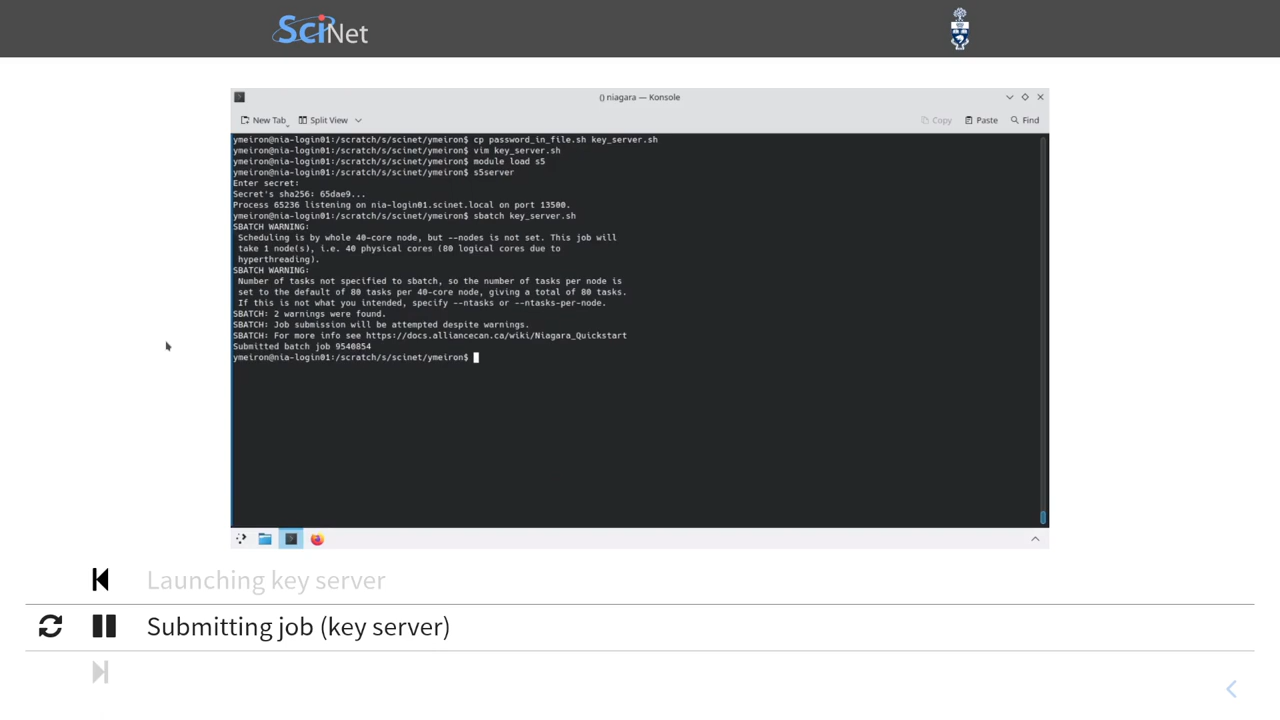 SciNet
() niagara — Konsole
New Tab Split View Copy Paste Find
ymeiron@nia-login01:/scratch/s/scinet/ymeiron$ cp password_in_file.sh key_server.sh
ymeiron@nia-login01:/scratch/s/scinet/ymeiron$ vim key_server.sh
ymeiron@nia-login01:/scratch/s/scinet/ymeiron$ module load s5
ymeiron@nia-login01:/scratch/s/scinet/ymeiron$ s5server
Enter secret:
Secret's sha256: 65dae9...
Process 65236 listening on nia-login01.scinet.local on port 13500.
ymeiron@nia-login01:/scratch/s/scinet/ymeiron$ sbatch key_server.sh
SBATCH WARNING:
Scheduling is by whole 40-core node, but --nodes is not set. This job will
take 1 node(s), i.e. 40 physical cores (80 logical cores due to
hyperthreading).
SBATCH WARNING:
Number of tasks not specified to sbatch, so the number of tasks per node is
set to the default of 80 tasks per 40-core node, giving a total of 80 tasks.
If this is not what you intended, specify --ntasks or --ntasks-per-node.
SBATCH: 2 warnings were found.
SBATCH: Job submission will be attempted despite warnings.
SBATCH: For more info see https://docs.alliancecan.ca/wiki/Niagara_Quickstart
Submitted batch job 9540854
ymeiron@nia-login01:/scratch/s/scinet/ymeiron$
Launching key server
Submitting job (key server)